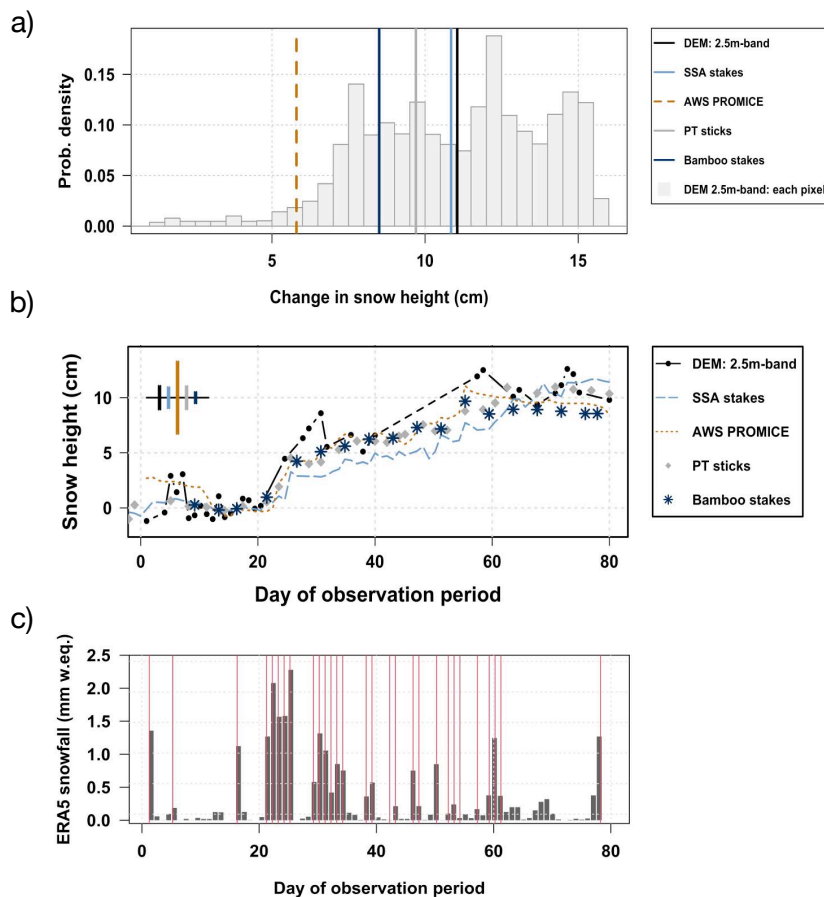 a)
Prob. density
0.15
0.10
0.05
0.00
5
10
15
Change in snow height (cm)
DEM: 2.5m-band
SSA stakes
AWS PROMICE
PT sticks
Bamboo stakes
DEM 2.5m-band: each pixel
b)
Snow height (cm)
10
5
0
0
20
40
60
80
Day of observation period
DEM: 2.5m-band
SSA stakes
AWS PROMICE
PT sticks
Bamboo stakes
c)
ERA5 snowfall (mm w.eq.)
2.5
2.0
1.5
1.0
0.5
0.0
0
20
40
60
80
Day of observation period